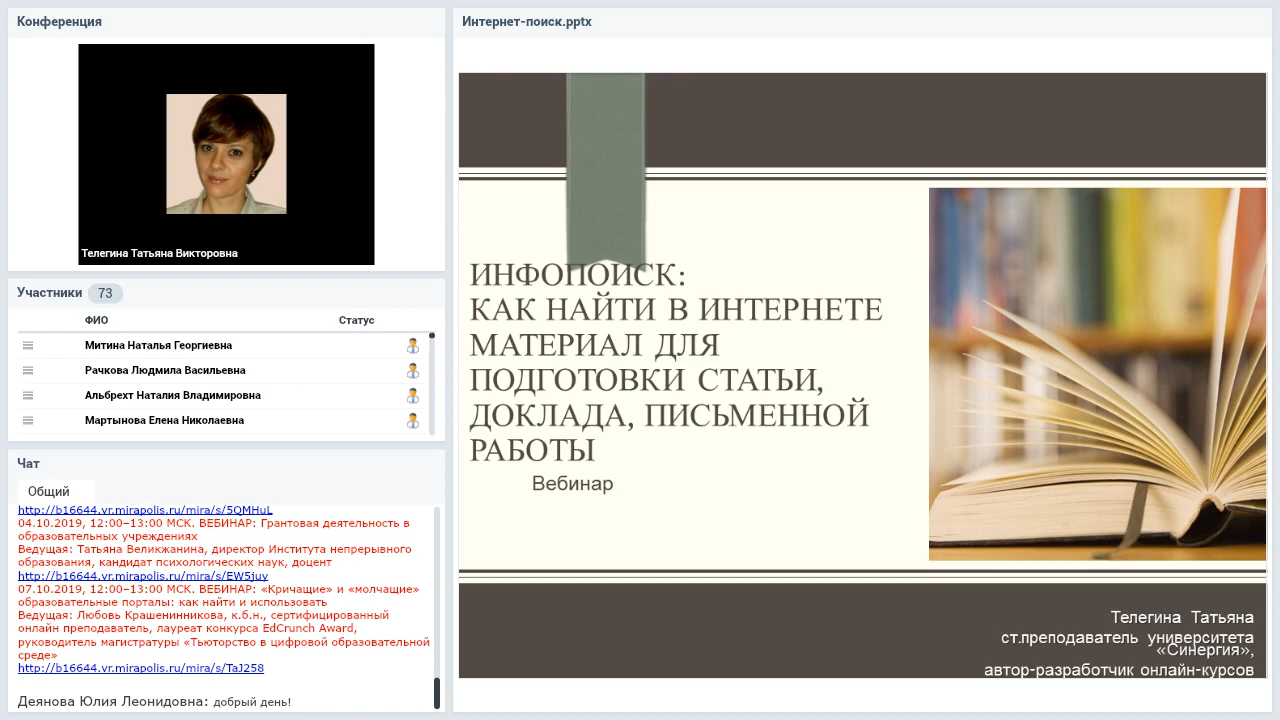 Конференция
Телегина Татьяна Викторовна
Участники 73
ФИО Статус
Митина Наталья Георгиевна
Рачкова Людмила Васильевна
Альбрехт Наталия Владимировна
Мартынова Елена Николаевна
Чат
Общий
http://b16644.vr.mirapolis.ru/mira/s/5QMHuL
04.10.2019, 12:00–13:00 МСК. ВЕБИНАР: Грантовая деятельность в
образовательных учреждениях
Ведущая: Татьяна Великжанина, директор Института непрерывного
образования, кандидат психологических наук, доцент
http://b16644.vr.mirapolis.ru/mira/s/EW5juy
07.10.2019, 12:00–13:00 МСК. ВЕБИНАР: «Кричащие» и «молчащие»
образовательные порталы: как найти и использовать
Ведущая: Любовь Крашенинникова, к.б.н., сертифицированный
онлайн преподаватель, лауреат конкурса EdCrunch Award,
руководитель магистратуры «Тьюторство в цифровой образовательной
среде»
http://b16644.vr.mirapolis.ru/mira/s/TaJ258
Деянова Юлия Леонидовна: добрый день!
Интернет-поиск.pptx
ИНФОПОИСК:
КАК НАЙТИ В ИНТЕРНЕТЕ
МАТЕРИАЛ ДЛЯ
ПОДГОТОВКИ СТАТЬИ,
ДОКЛАДА, ПИСЬМЕННОЙ
РАБОТЫ
Вебинар
Телегина Татьяна
ст.преподаватель университета
«Синергия»,
автор-разработчик онлайн-курсов